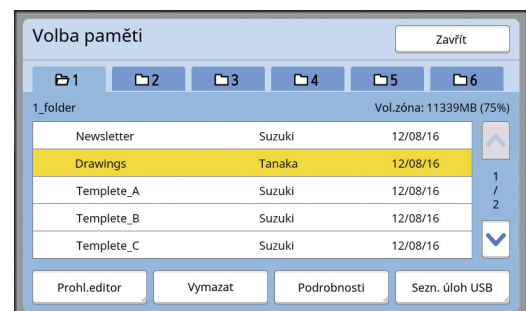 Volba paměti Zavřít
1 2 3 4 5 6
1_folder Vol.zóna: 11339MB (75%)
Newsletter Suzuki 12/08/16
Drawings Tanaka 12/08/16
Templete_A Suzuki 12/08/16
Templete_B Suzuki 12/08/16
Templete_C Suzuki 12/08/16
1
/
2
Prohl.editor Vymazat Podrobnosti Sezn. úloh USB